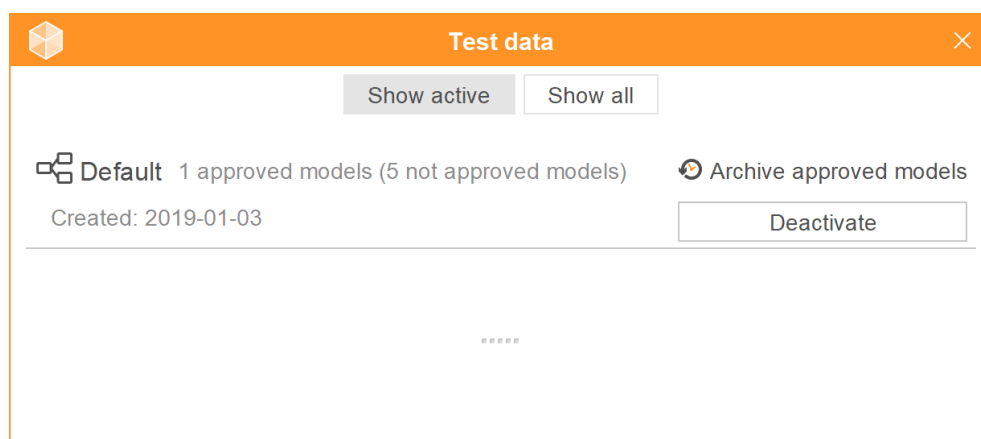 Test data
Show active Show all
Default 1 approved models (5 not approved models) Archive approved models
Created: 2019-01-03 Deactivate